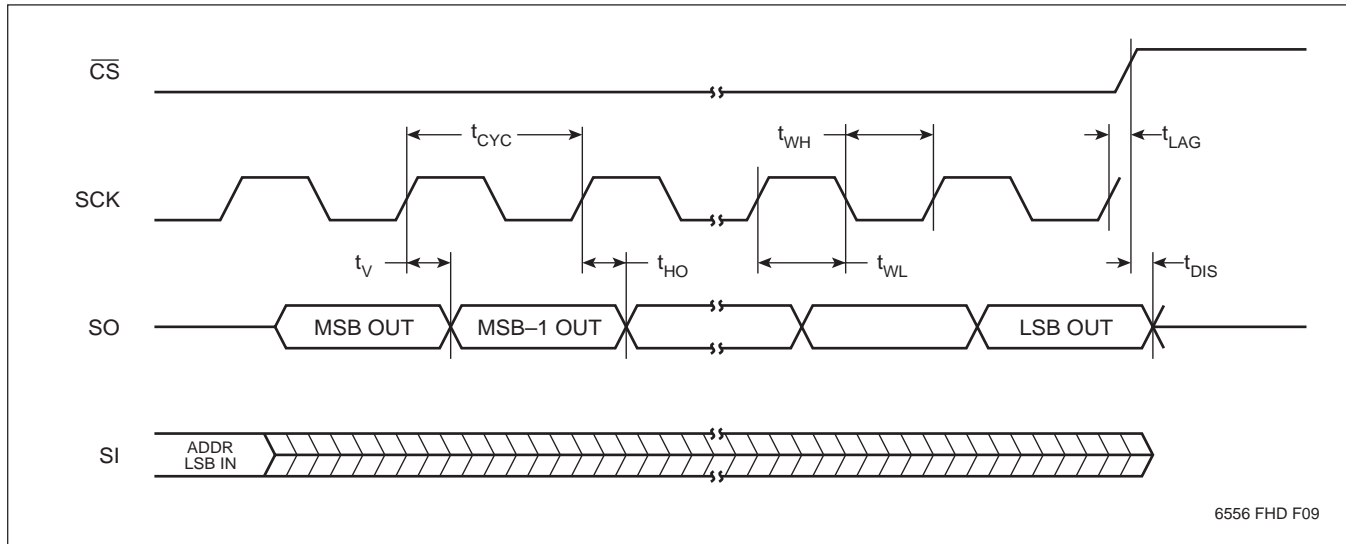 CS
tCYC
tWH
tLAG
SCK
tV
tHO
tWL
tDIS
SO
MSB OUT
MSB–1 OUT
LSB OUT
SI
ADDR
LSB IN
6556 FHD F09